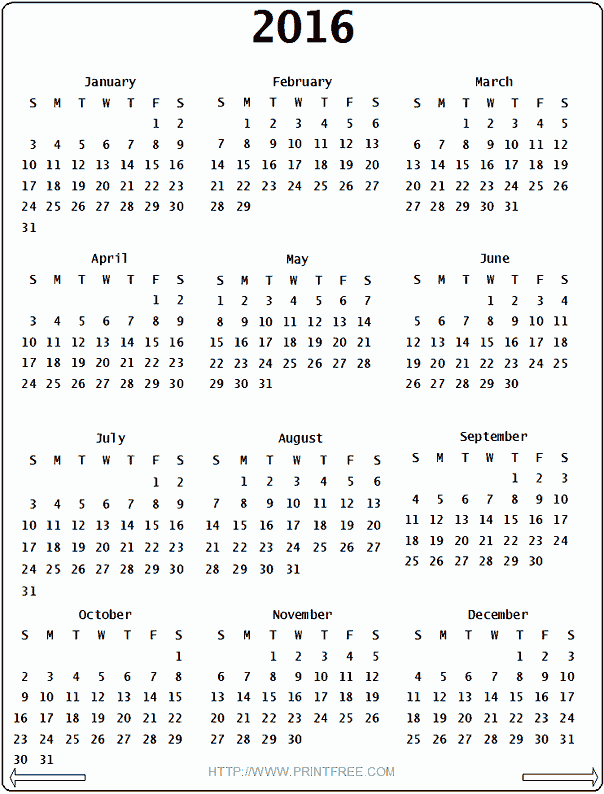 2016
January
S M T W T F S
1 2
3 4 5 6 7 8 9
10 11 12 13 14 15 16
17 18 19 20 21 22 23
24 25 26 27 28 29 30
31
February
S M T W T F S
1 2 3 4 5 6
7 8 9 10 11 12 13
14 15 16 17 18 19 20
21 22 23 24 25 26 27
28 29
March
S M T W T F S
1 2 3 4 5
6 7 8 9 10 11 12
13 14 15 16 17 18 19
20 21 22 23 24 25 26
27 28 29 30 31
April
S M T W T F S
1 2
3 4 5 6 7 8 9
10 11 12 13 14 15 16
17 18 19 20 21 22 23
24 25 26 27 28 29 30
May
S M T W T F S
1 2 3 4 5 6 7
8 9 10 11 12 13 14
15 16 17 18 19 20 21
22 23 24 25 26 27 28
29 30 31
June
S M T W T F S
1 2 3 4
5 6 7 8 9 10 11
12 13 14 15 16 17 18
19 20 21 22 23 24 25
26 27 28 29 30
July
S M T W T F S
1 2
3 4 5 6 7 8 9
10 11 12 13 14 15 16
17 18 19 20 21 22 23
24 25 26 27 28 29 30
31
August
S M T W T F S
1 2 3 4 5 6
7 8 9 10 11 12 13
14 15 16 17 18 19 20
21 22 23 24 25 26 27
28 29 30 31
September
S M T W T F S
1 2 3
4 5 6 7 8 9 10
11 12 13 14 15 16 17
18 19 20 21 22 23 24
25 26 27 28 29 30
October
S M T W T F S
1
2 3 4 5 6 7 8
9 10 11 12 13 14 15
16 17 18 19 20 21 22
23 24 25 26 27 28 29
30 31
November
S M T W T F S
1 2 3 4 5
6 7 8 9 10 11 12
13 14 15 16 17 18 19
20 21 22 23 24 25 26
27 28 29 30
December
S M T W T F S
1 2 3
4 5 6 7 8 9 10
11 12 13 14 15 16 17
18 19 20 21 22 23 24
25 26 27 28 29 30 31
HTTP://WWW.PRINTFREE.COM